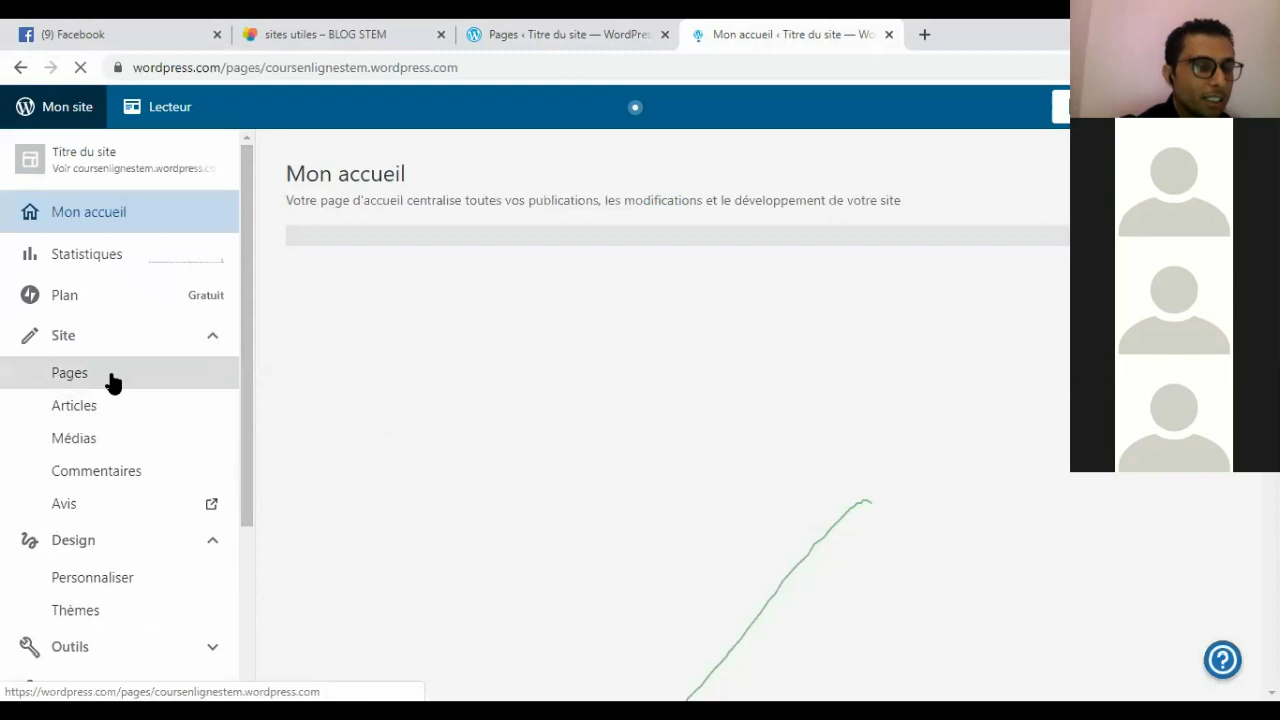 (9) Facebook
sites utiles – BLOG STEM
Pages ‹ Titre du site — WordPre
Mon accueil ‹ Titre du site — Wo
wordpress.com/pages/coursenlignestem.wordpress.com
Mon site
Lecteur
Titre du site
Voir coursenlignestem.wordpress.co
Mon accueil
Statistiques
Plan
Gratuit
Site
Pages
Articles
Médias
Commentaires
Avis
Design
Personnaliser
Thèmes
Outils
Mon accueil
Votre page d'accueil centralise toutes vos publications, les modifications et le développement de votre site
https://wordpress.com/pages/coursenlignestem.wordpress.com